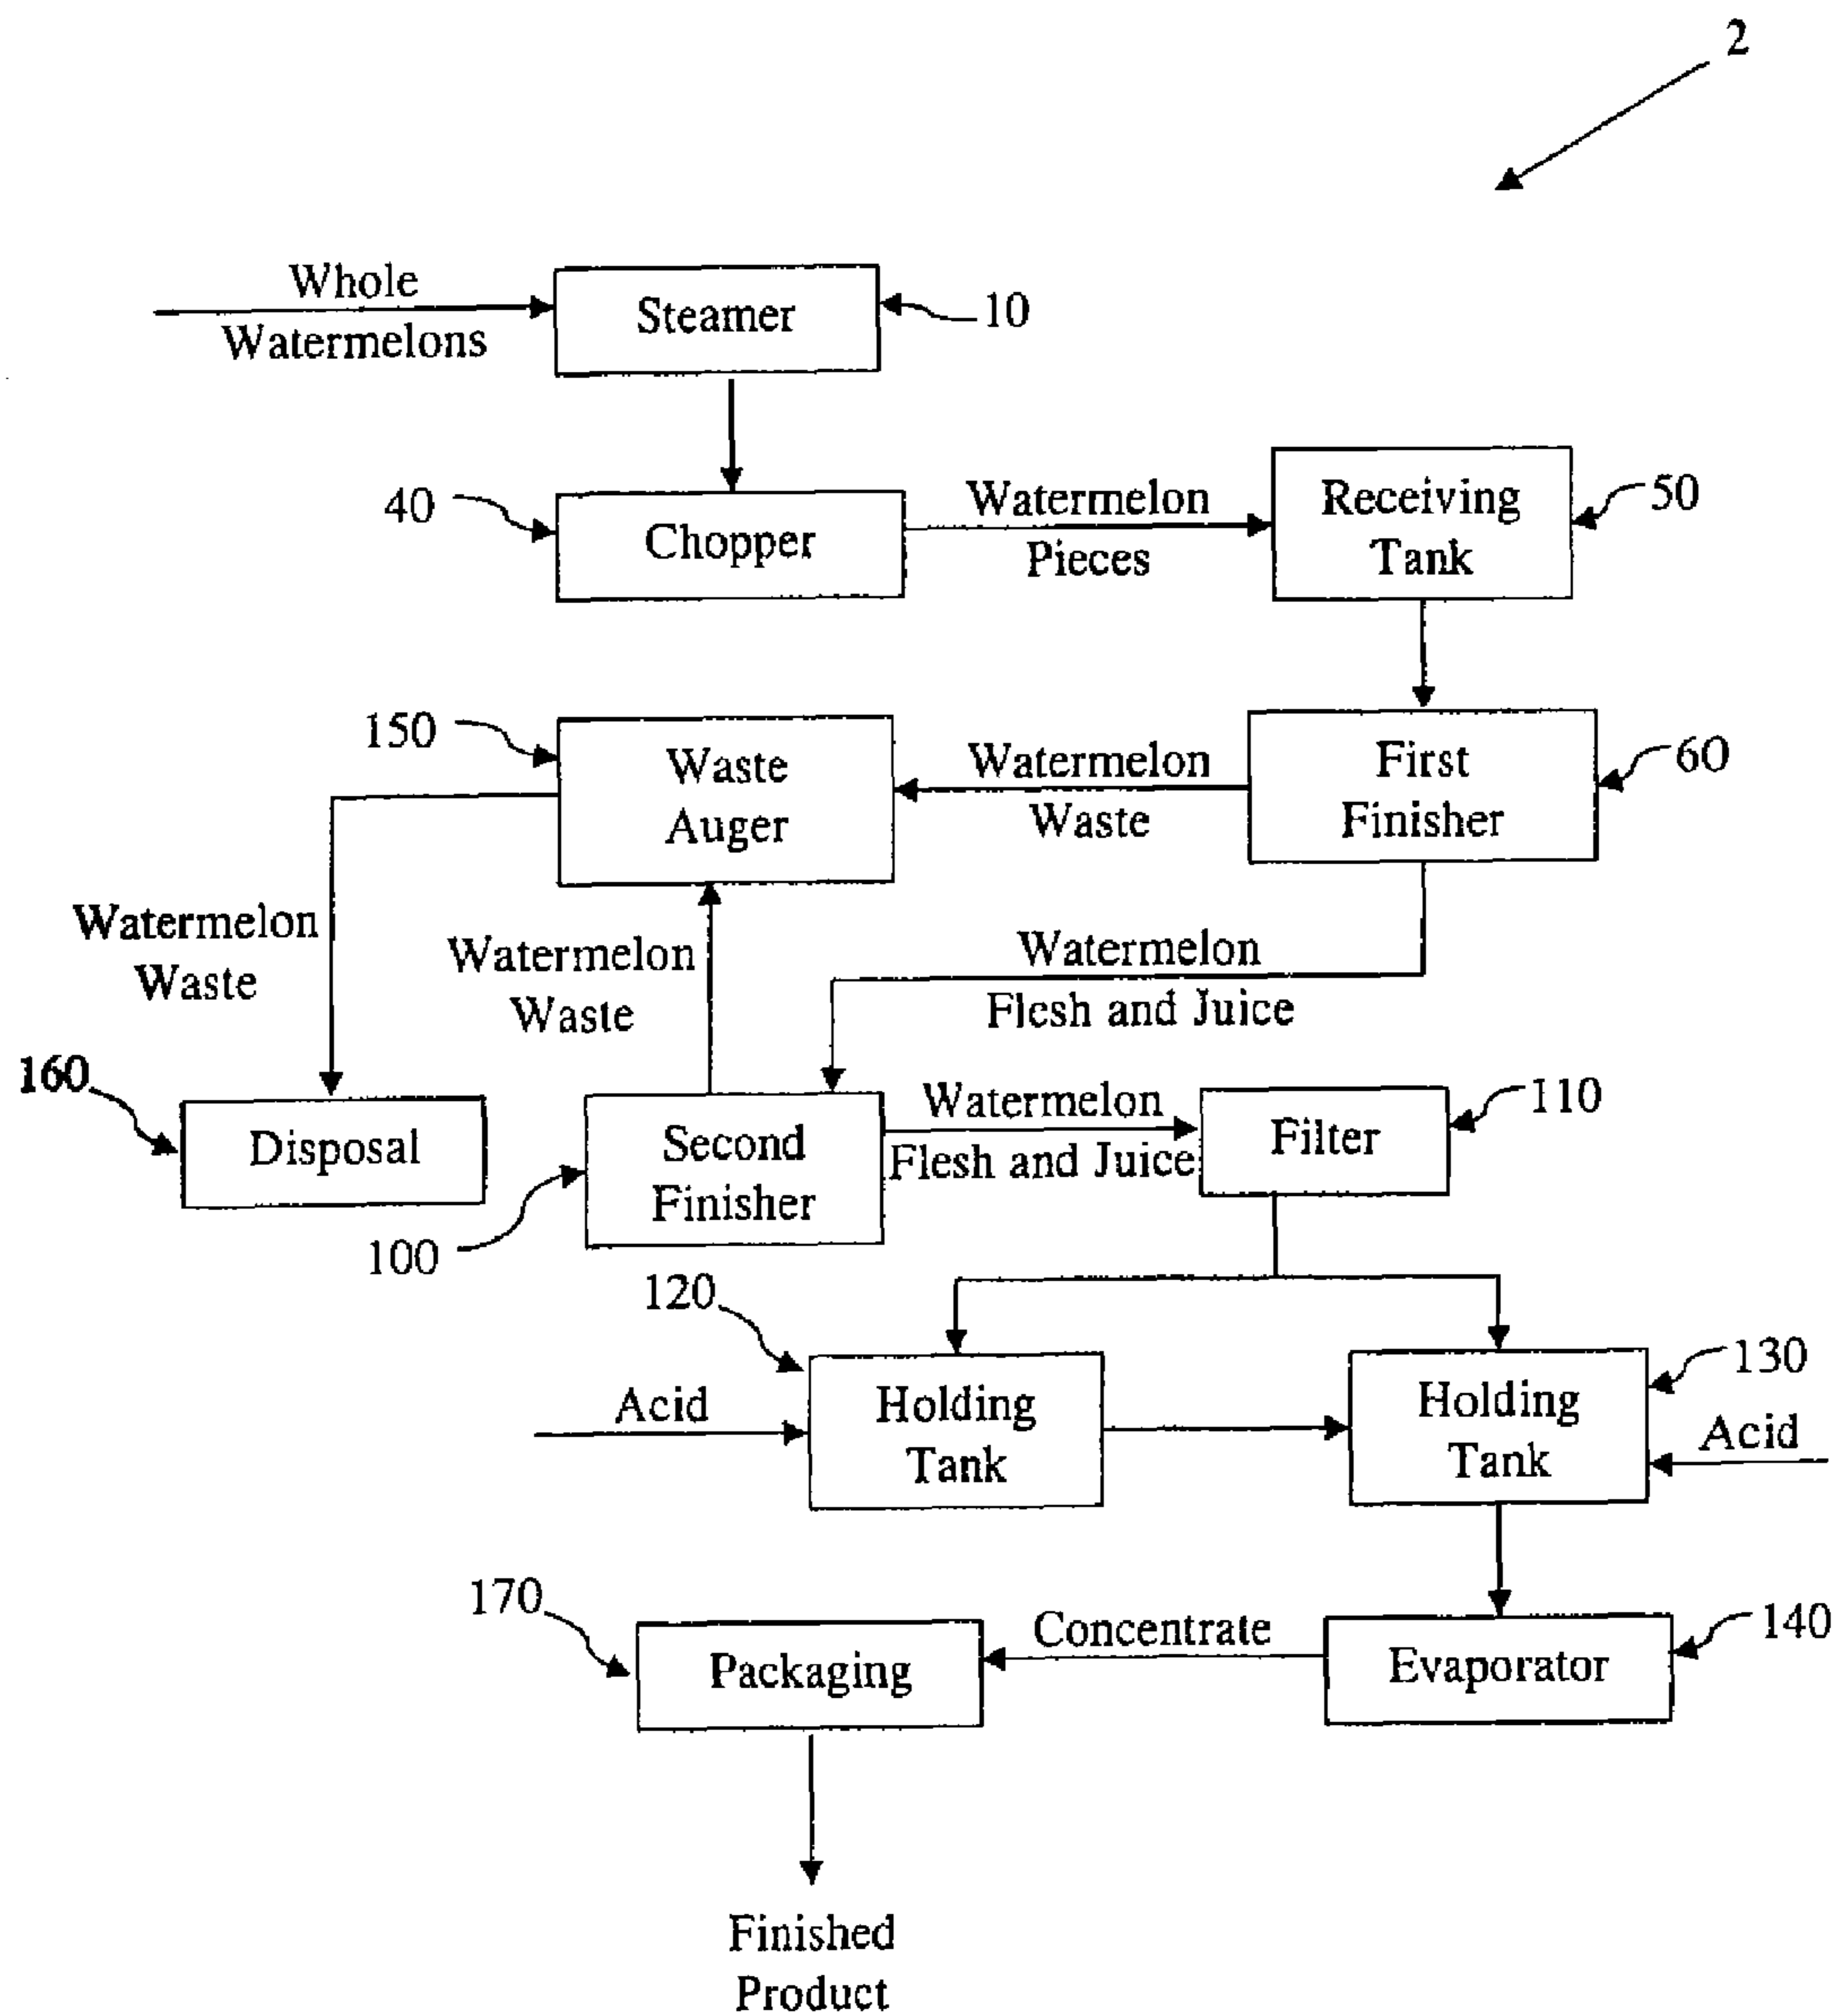 2
Whole
Watermelons
Steamer
10
40
Chopper
Watermelon
Pieces
Receiving
Tank
50
150
Waste
Auger
Watermelon
Waste
First
Finisher
60
Watermelon
Waste
Watermelon
Waste
Watermelon
Flesh and Juice
160
Disposal
100
Second
Finisher
Watermelon
Flesh and Juice
Filter
110
120
Acid
Holding
Tank
Holding
Tank
130
Acid
170
Packaging
Concentrate
Evaporator
140
Finished
Product